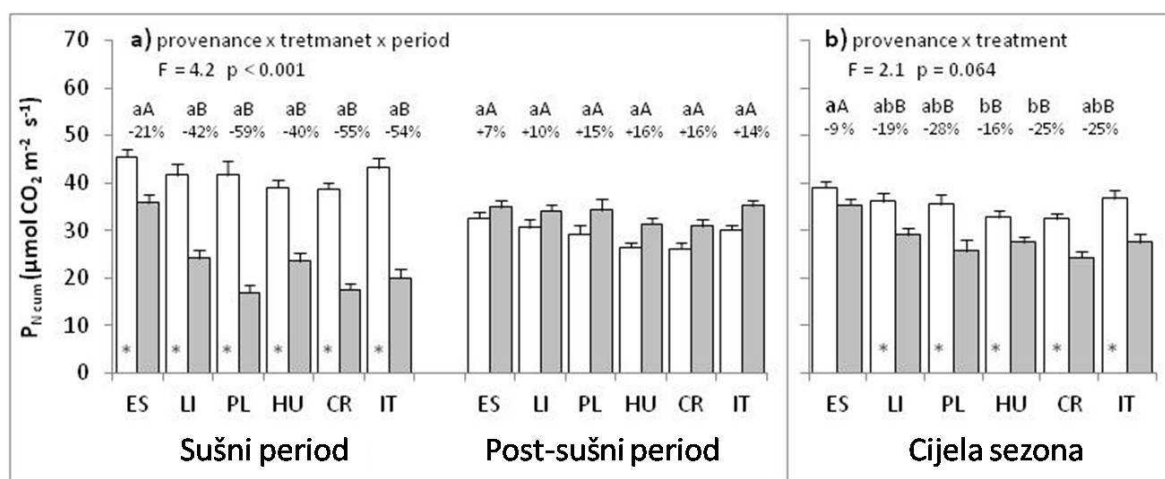 a) provenance x tretmanet x period
F = 4.2 p < 0.001
aA aB aB aB aB aB
-21% -42% -59% -40% -55% -54%
aA aA aA aA aA aA
+7% +10% +15% +16% +16% +14%
b) provenance x treatment
F = 2.1 p = 0.064
aA abB abB bB bB abB
-9% -19% -28% -16% -25% -25%
P N cum (µmol CO2 m-2 s-1)
70
60
50
40
30
20
10
0
* * * * * *
* * * * *
ES LI PL HU CR IT
ES LI PL HU CR IT
ES LI PL HU CR IT
Sušni period
Post-sušni period
Cijela sezona